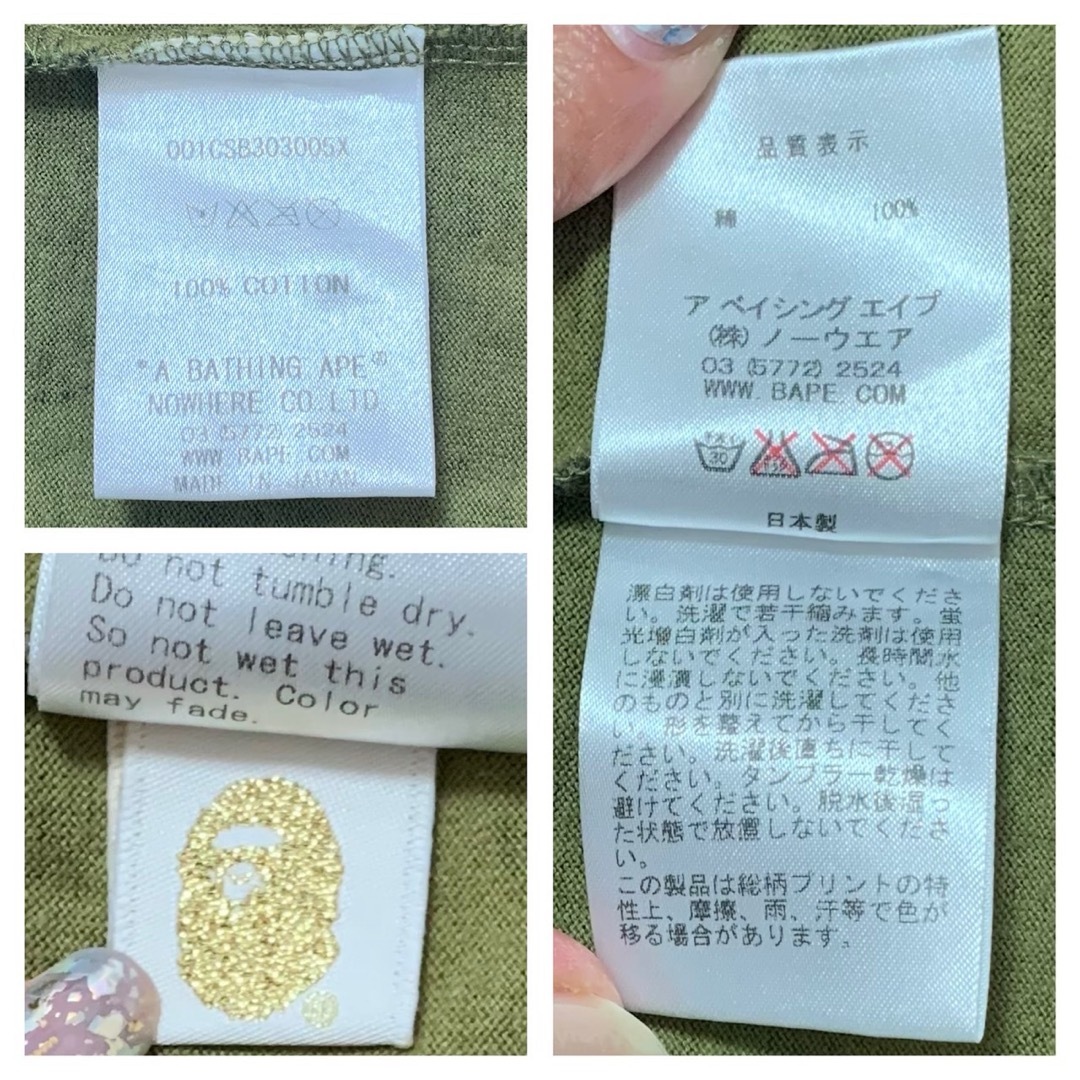 001CSB303005X
100% COTTON
"A BATHING APE®
NOWHERE CO.LTD.
03 (5772) 2524
WWW BAPE COM
MADE IN JAPAN
Do not tumble dry.
Do not leave wet.
So not wet this
product. Color
may fade.
品質表示
綿 100%
ア ベイシング エイプ
(株) ノーウエア
03 (5772) 2524
WWW. BAPE. COM
30
日本製
漂白剤は使用しないでくださ
い。洗濯で若干縮みます。蛍
光増白剤が入った洗剤は使用
しないでください。長時間水
に浸漬しないでください。他
のものと別に洗濯してくださ
い。形を整えてから干してく
ださい。洗濯後直ちに干して
ください。タンブラー乾燥は
避けてください。脱水後湿っ
た状態で放置しないでくださ
い。
この製品は総柄プリントの特
性上、摩擦、雨、汗等で色が
移る場合があります。